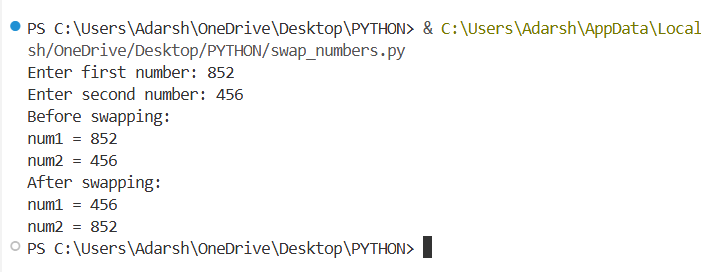 PS C:\Users\Adarsh\OneDrive\Desktop\PYTHON> & C:\Users\Adarsh\AppData\Local
sh/OneDrive/Desktop/PYTHON/swap_numbers.py
Enter first number: 852
Enter second number: 456
Before swapping:
num1 = 852
num2 = 456
After swapping:
num1 = 456
num2 = 852
PS C:\Users\Adarsh\OneDrive\Desktop\PYTHON>